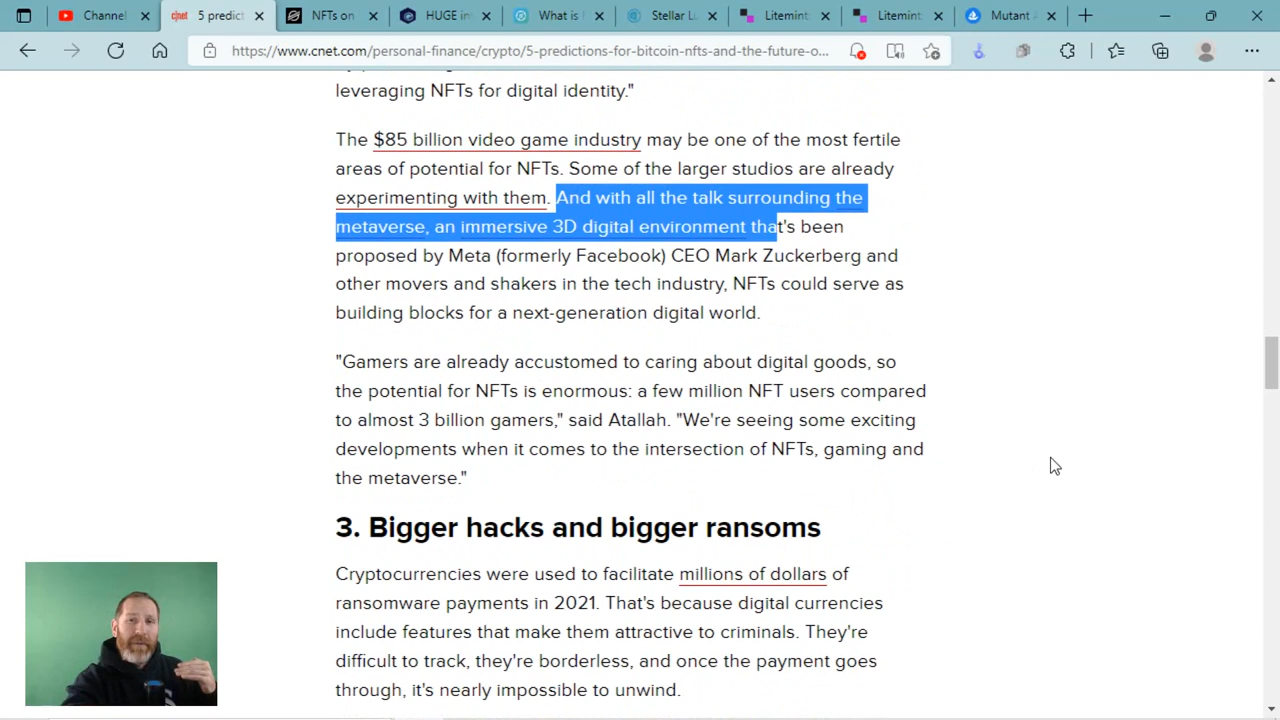 Channel
5 predict
NFTs on
HUGE in
What is
Stellar Lu
Litemint
Litemint
Mutant A
https://www.cnet.com/personal-finance/crypto/5-predictions-for-bitcoin-nfts-and-the-future-o...
leveraging NFTs for digital identity."
The $85 billion video game industry may be one of the most fertile
areas of potential for NFTs. Some of the larger studios are already
experimenting with them. And with all the talk surrounding the
metaverse, an immersive 3D digital environment that's been
proposed by Meta (formerly Facebook) CEO Mark Zuckerberg and
other movers and shakers in the tech industry, NFTs could serve as
building blocks for a next-generation digital world.
"Gamers are already accustomed to caring about digital goods, so
the potential for NFTs is enormous: a few million NFT users compared
to almost 3 billion gamers," said Atallah. "We're seeing some exciting
developments when it comes to the intersection of NFTs, gaming and
the metaverse."
3. Bigger hacks and bigger ransoms
Cryptocurrencies were used to facilitate millions of dollars of
ransomware payments in 2021. That's because digital currencies
include features that make them attractive to criminals. They're
difficult to track, they're borderless, and once the payment goes
through, it's nearly impossible to unwind.